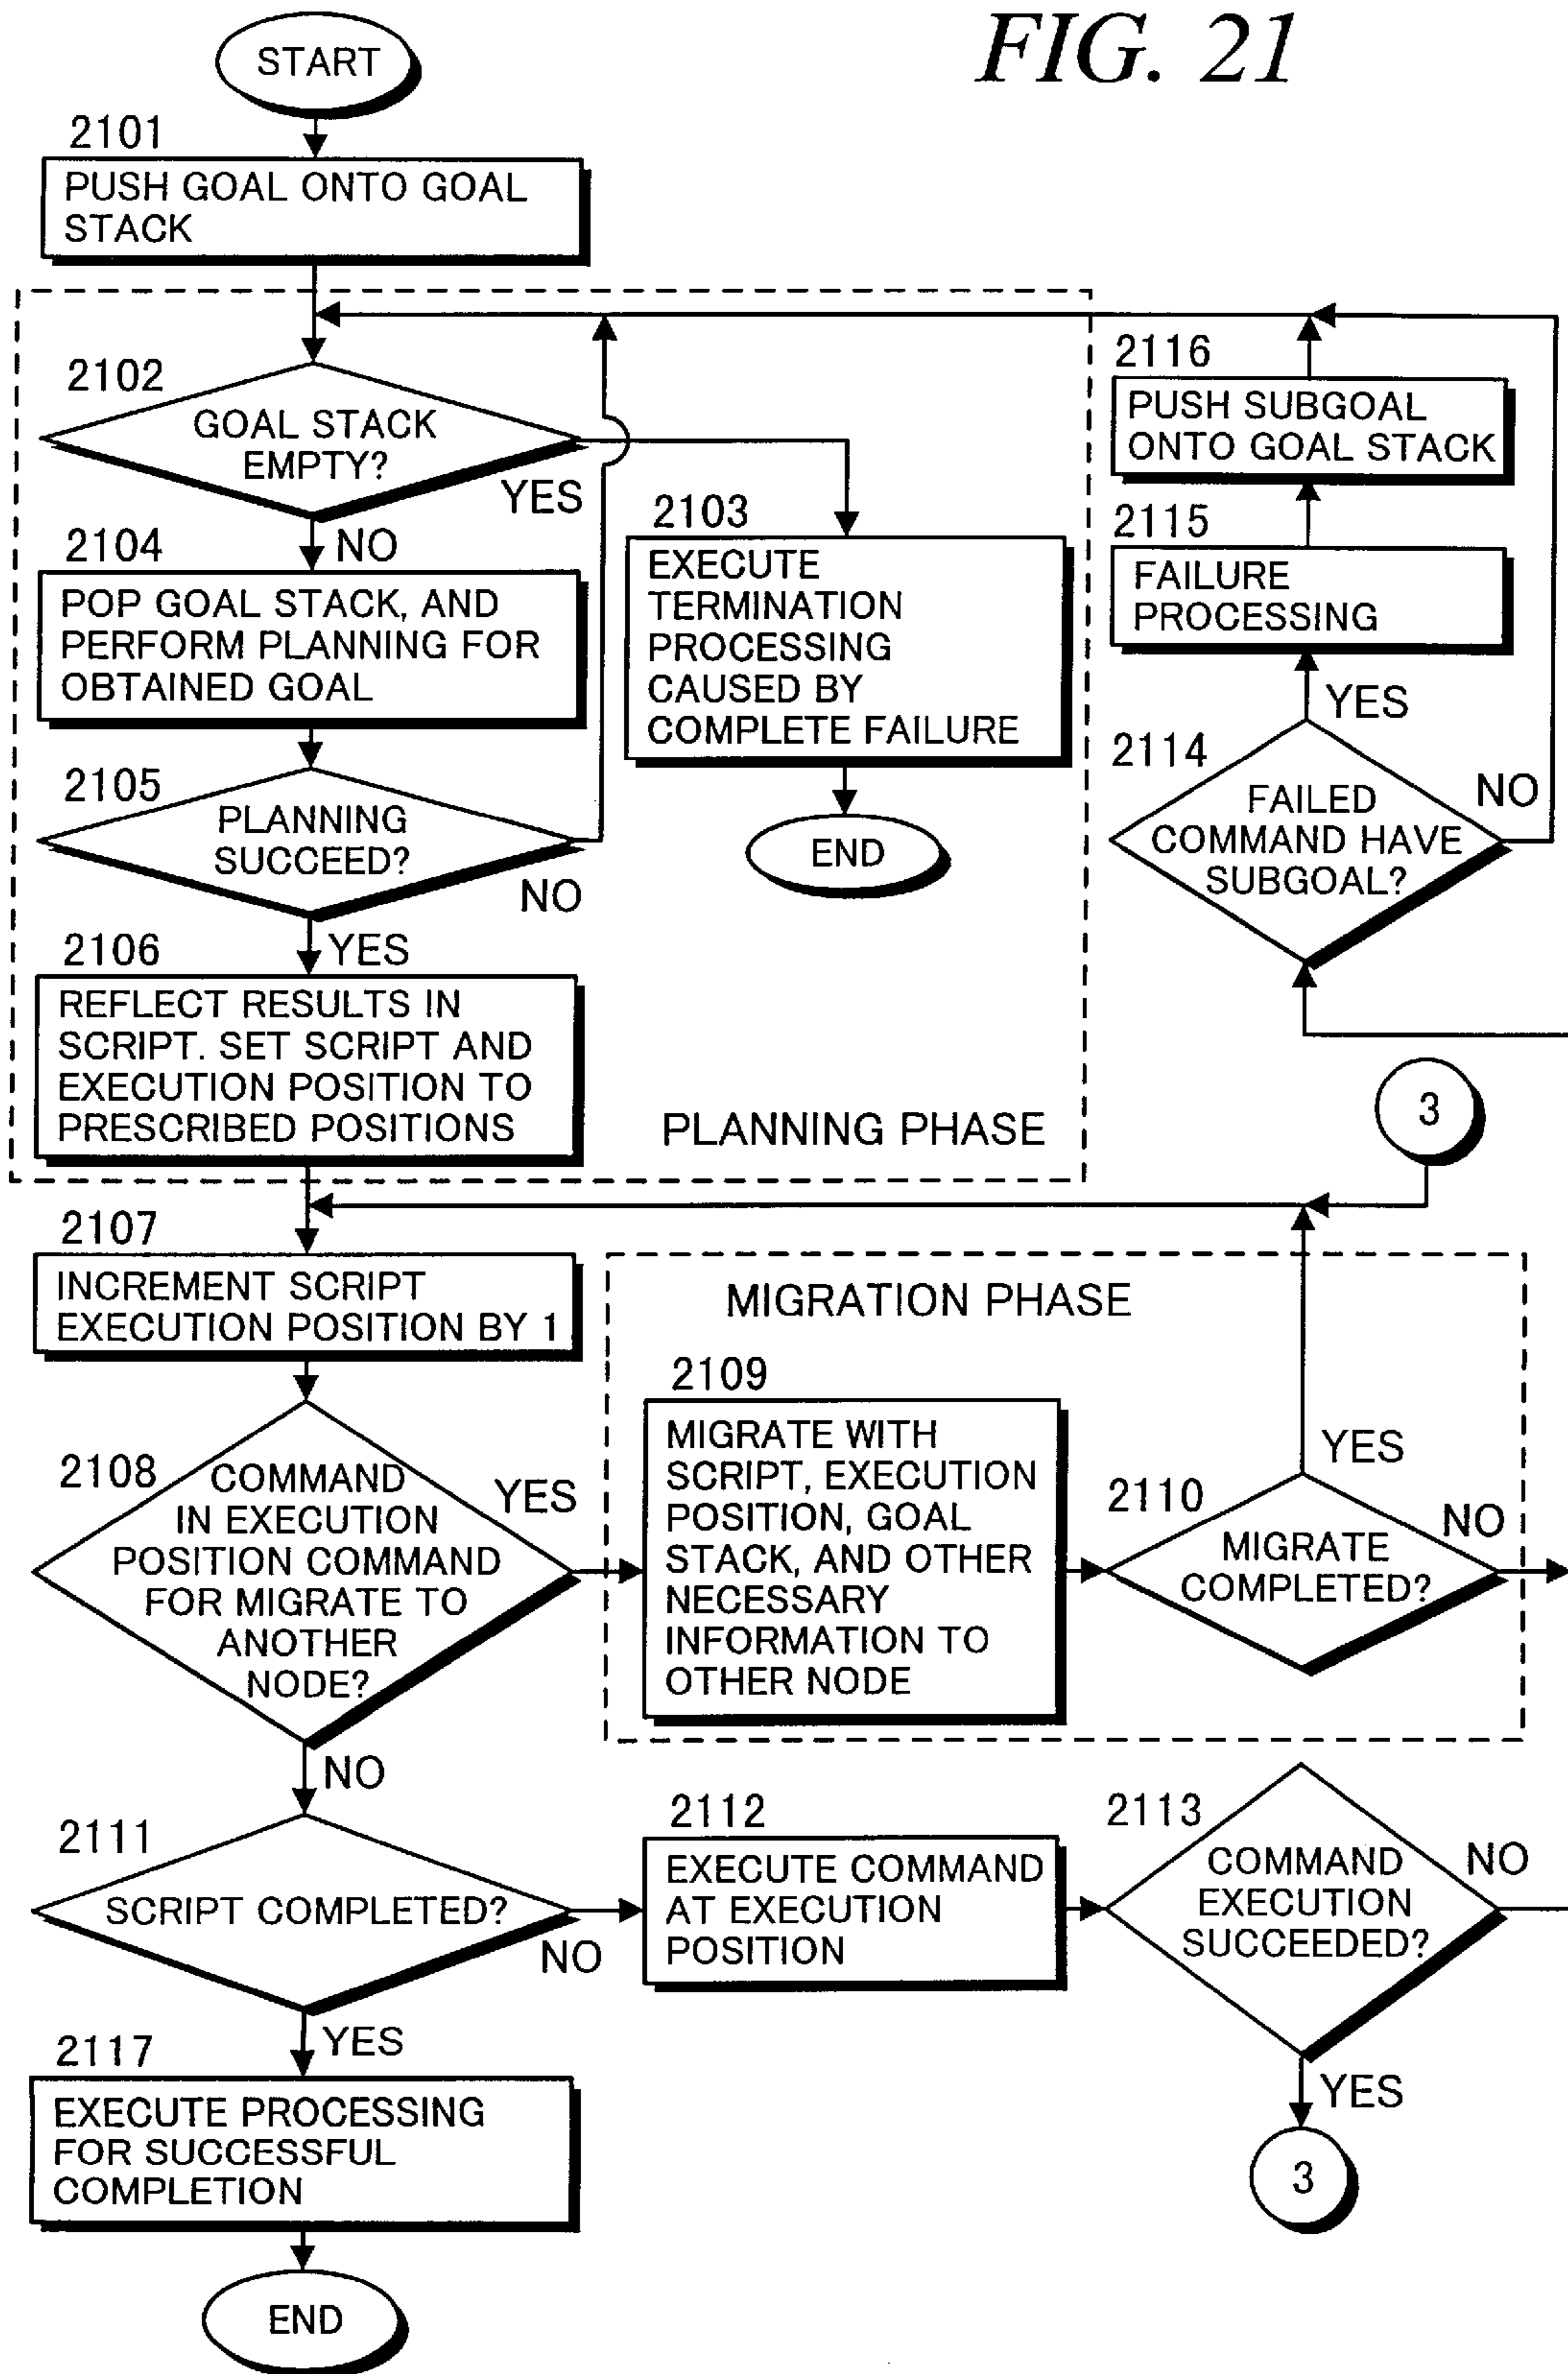 FIG. 21
START
2101
PUSH GOAL ONTO GOAL
STACK
2102
GOAL STACK
EMPTY?
YES
NO
2103
EXECUTE
TERMINATION
PROCESSING
CAUSED BY
COMPLETE FAILURE
END
2104
POP GOAL STACK, AND
PERFORM PLANNING FOR
OBTAINED GOAL
2105
PLANNING
SUCCEED?
NO
YES
2106
REFLECT RESULTS IN
SCRIPT. SET SCRIPT AND
EXECUTION POSITION TO
PRESCRIBED POSITIONS
PLANNING PHASE
2116
PUSH SUBGOAL
ONTO GOAL STACK
2115
FAILURE
PROCESSING
YES
2114
FAILED
COMMAND HAVE
SUBGOAL?
NO
3
2107
INCREMENT SCRIPT
EXECUTION POSITION BY 1
2108
COMMAND
IN EXECUTION
POSITION COMMAND
FOR MIGRATE TO
ANOTHER
NODE?
YES
NO
MIGRATION PHASE
2109
MIGRATE WITH
SCRIPT, EXECUTION
POSITION, GOAL
STACK, AND OTHER
NECESSARY
INFORMATION TO
OTHER NODE
2110
MIGRATE
COMPLETED?
YES
NO
2111
SCRIPT COMPLETED?
NO
YES
2112
EXECUTE COMMAND
AT EXECUTION
POSITION
2113
COMMAND
EXECUTION
SUCCEEDED?
NO
YES
3
2117
EXECUTE PROCESSING
FOR SUCCESSFUL
COMPLETION
END